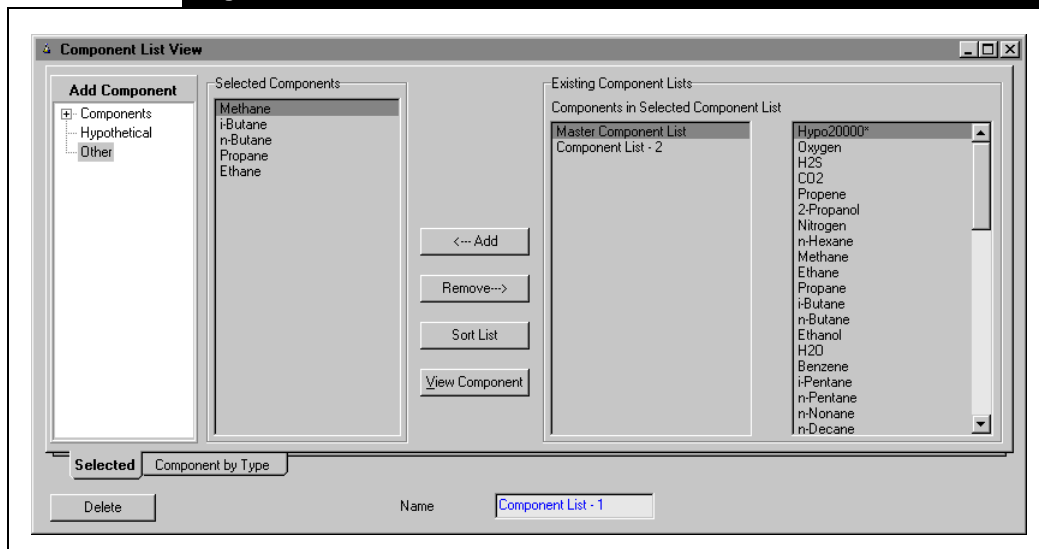 Component List View
Add Component
Components
Hypothetical
Other
Selected Components
Methane
i-Butane
n-Butane
Propane
Ethane
<--- Add
Remove--->
Sort List
View Component
Existing Component Lists
Components in Selected Component List
Master Component List
Component List - 2
Hypo20000*
Oxygen
H2S
CO2
Propene
2-Propanol
Nitrogen
n-Hexane
Methane
Ethane
Propane
i-Butane
n-Butane
Ethanol
H2O
Benzene
i-Pentane
n-Pentane
n-Nonane
n-Decane
Selected
Component by Type
Delete
Name
Component List - 1